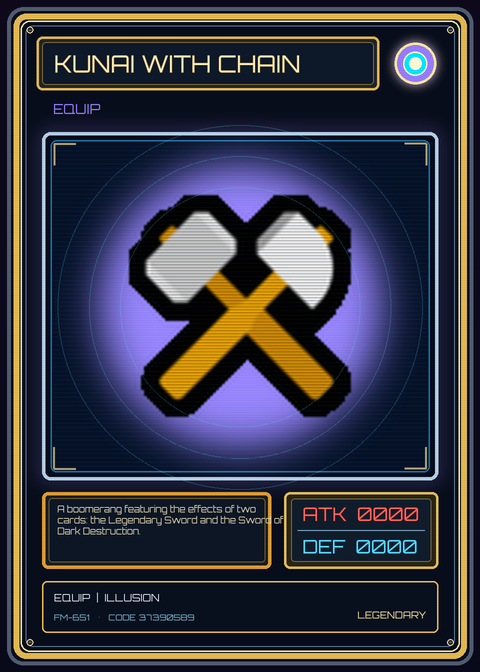 KUNAI WITH CHAIN
EQUIP
A boomerang featuring the effects of two
cards: the Legendary Sword and the Sword of
Dark Destruction.
ATK 0000
DEF 0000
EQUIP | ILLUSION
FM-651 · CODE 37390589
LEGENDARY